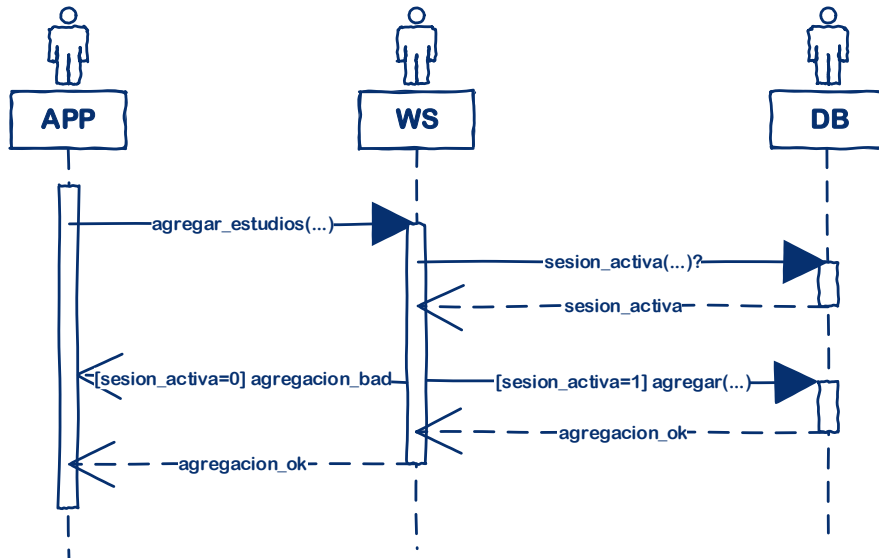 APP
WS
DB
agregar_estudios(...)
sesion_activa(...)?
sesion_activa
[sesion_activa=0] agregacion_bad
[sesion_activa=1] agregar(...)
agregacion_ok
agregacion_ok